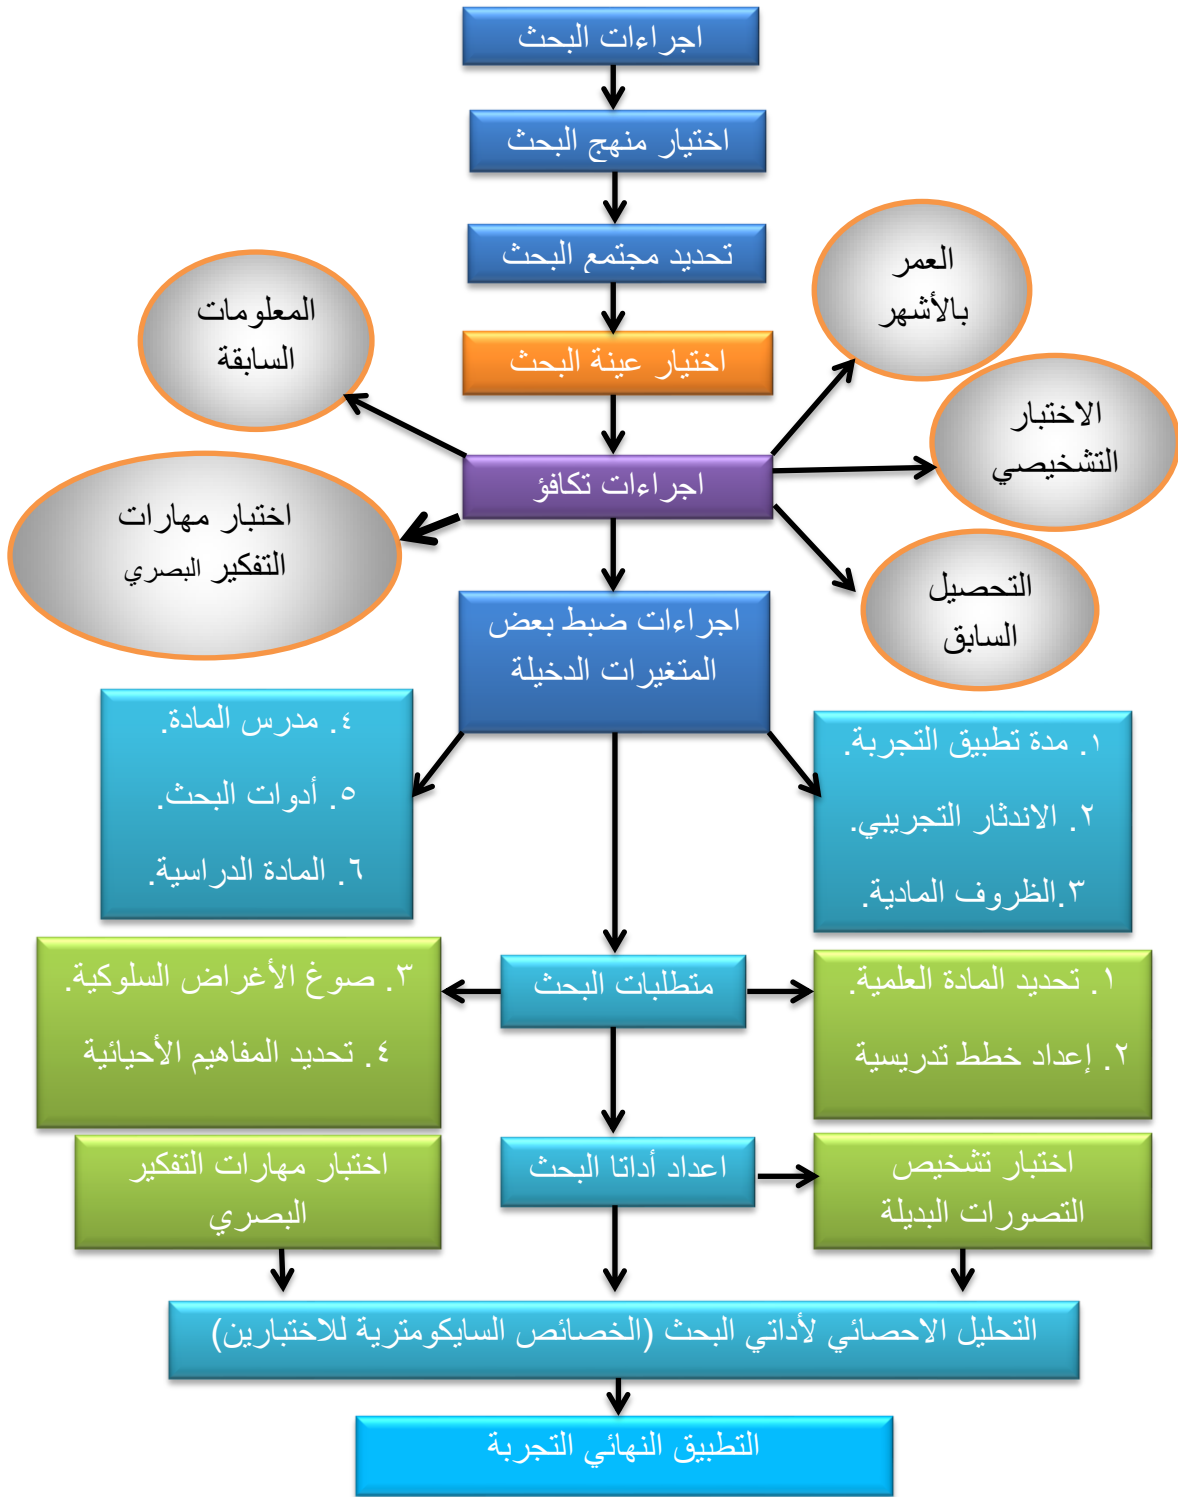 اجراءات البحث
اختيار منهج البحث
تحديد مجتمع البحث
اختيار عينة البحث
العمر
بالأشهر
المعلومات
السابقة
الاختبار
التشخيصي
اجراءات تكافؤ
اختبار مهارات
التفكير البصري
التحصيل
السابق
اجراءات ضبط بعض
المتغيرات الدخيلة
١. مدة تطبيق التجربة.
٢. الاندثار التجريبي.
٣.الظروف المادية.
٤. مدرس المادة.
٥. أدوات البحث.
٦. المادة الدراسية.
متطلبات البحث
١. تحديد المادة العلمية.
٢. إعداد خطط تدريسية
٣. صوغ الأغراض السلوكية.
٤. تحديد المفاهيم الأحيائية
اعداد أداتا البحث
اختبار تشخيص
التصورات البديلة
اختبار مهارات التفكير
البصري
التحليل الاحصائي لأداتي البحث (الخصائص السايكومترية للاختبارين)
التطبيق النهائي التجربة